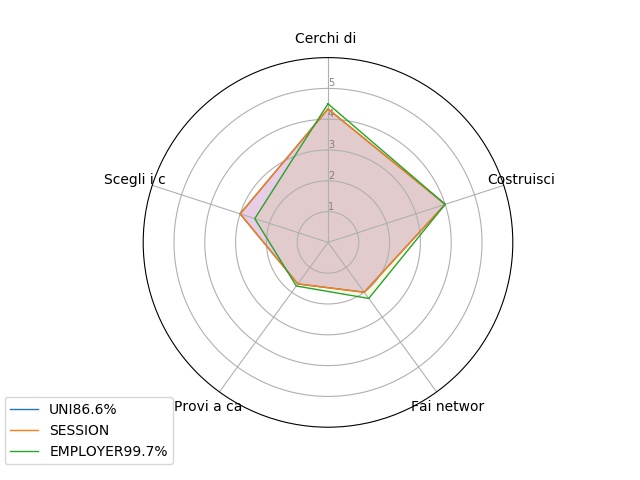 Cerchi di
5
4
3
2
1
Scegli i c
Costruisci
Provi a ca
Fai networ
UNI86.6%
SESSION
EMPLOYER99.7%